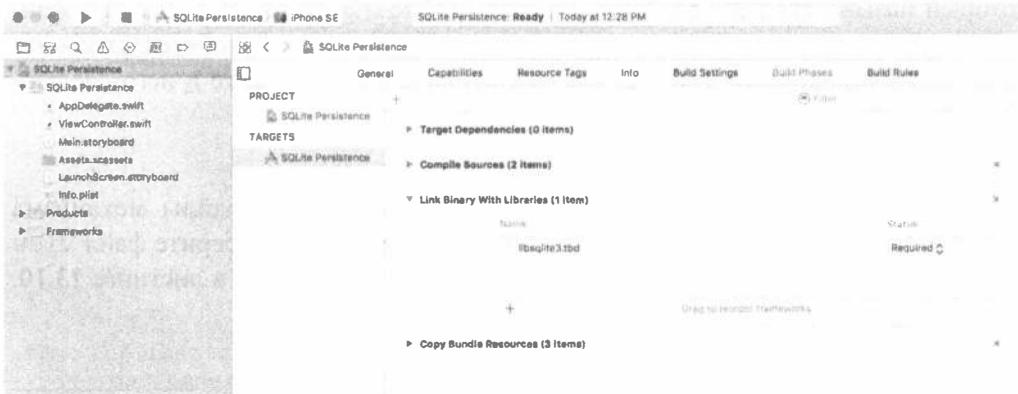 SQLite Persistence iPhone SE SQLite Persistence: Ready | Today at 12:28 PM
SQLite Persistence
SQLite Persistence
SQLite Persistence
AppDelegate.swift
ViewController.swift
Main.storyboard
Assets.xcassets
LaunchScreen.storyboard
Info.plist
Products
Frameworks
General Capabilities Resource Tags Info Build Settings Build Phases Build Rules
PROJECT
SQLite Persistence
TARGETS
SQLite Persistence
+ Filter
Target Dependencies (0 items)
Compile Sources (2 items)
Link Binary With Libraries (1 item)
Name Status
libsqlite3.tbd Required
+ Drag to reorder frameworks
Copy Bundle Resources (3 items)